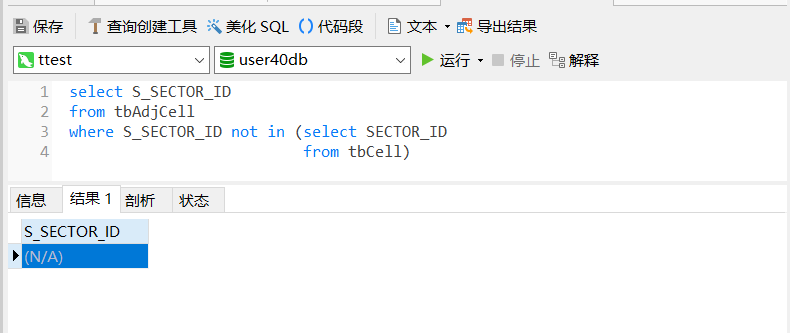 保存 查询创建工具 美化 SQL () 代码段 文本 导出结果
ttest user40db 运行 停止 解释
1 select S_SECTOR_ID
2 from tbAdjCell
3 where S_SECTOR_ID not in (select SECTOR_ID
4 from tbCell)
信息 结果 1 剖析 状态
S_SECTOR_ID
(N/A)